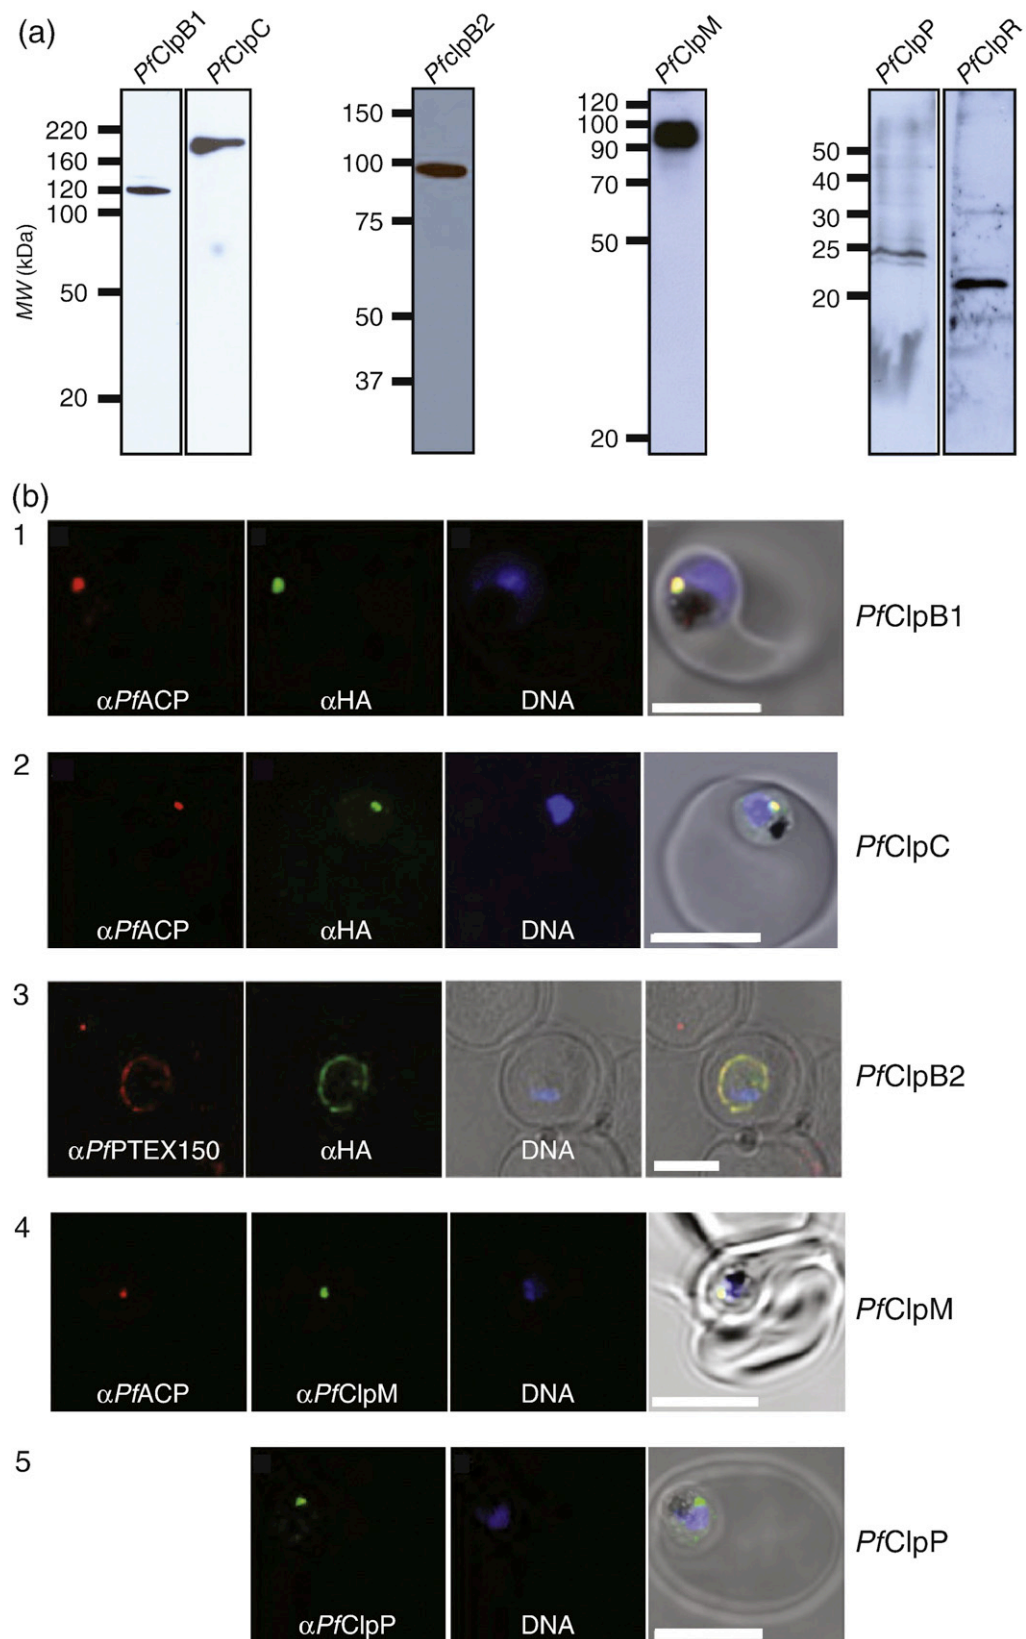 (a)
PfClpB1
PfClpC
PfclpB2
PfClpM
PfClpP
PfClpR
MW (kDa)
220
160
120
100
50
20
150
100
75
50
37
120
100
90
70
50
20
50
40
30
25
20
(b)
1
αPfACP
αHA
DNA
PfClpB1
2
αPfACP
αHA
DNA
PfClpC
3
αPfPTEX150
αHA
DNA
PfClpB2
4
αPfACP
αPfClpM
DNA
PfClpM
5
αPfClpP
DNA
PfClpP